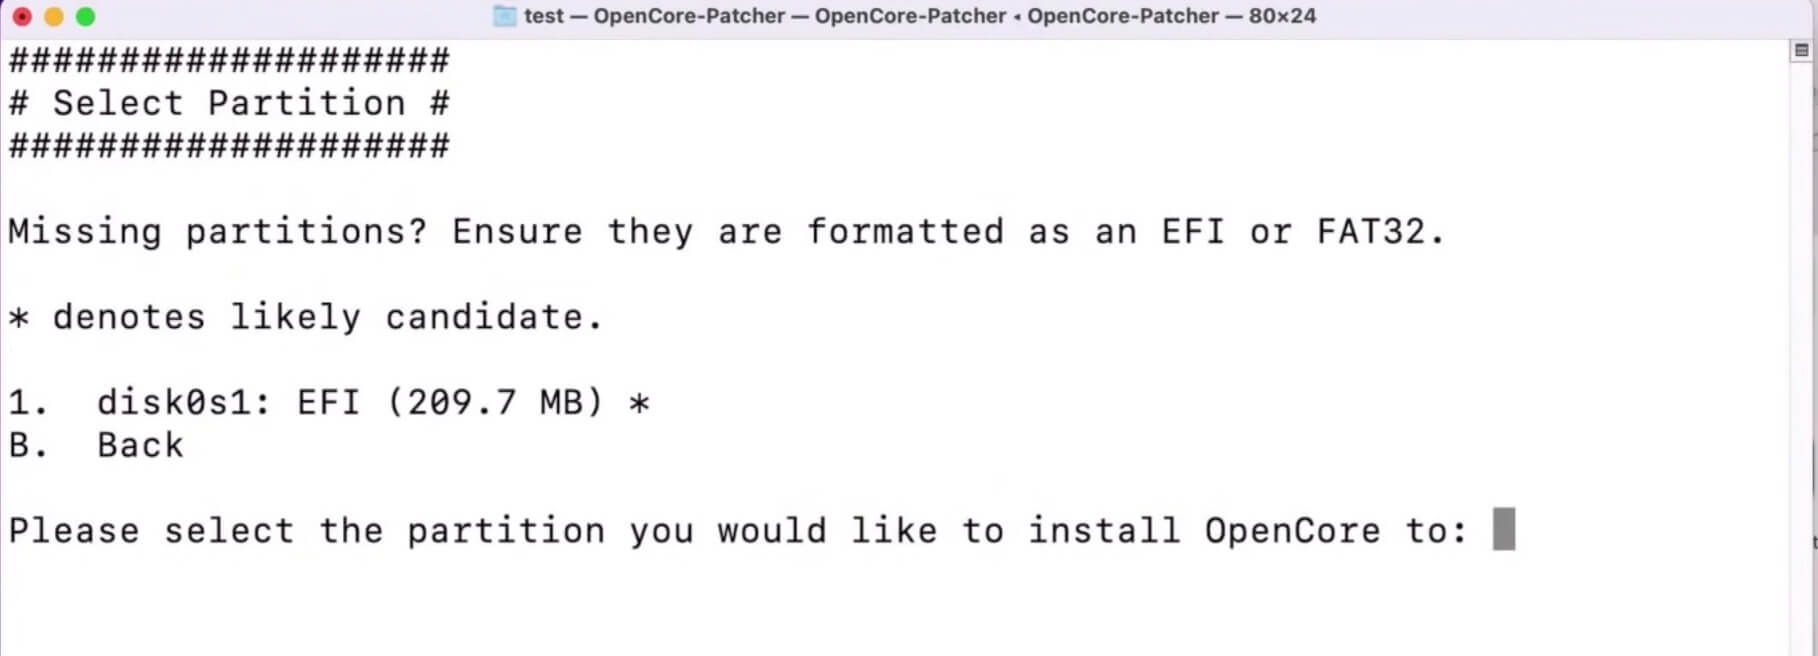 test — OpenCore-Patcher — OpenCore-Patcher ◂ OpenCore-Patcher — 80×24
####################
# Select Partition #
####################
Missing partitions? Ensure they are formatted as an EFI or FAT32.
* denotes likely candidate.
1.  disk0s1: EFI (209.7 MB) *
B.  Back
Please select the partition you would like to install OpenCore to: